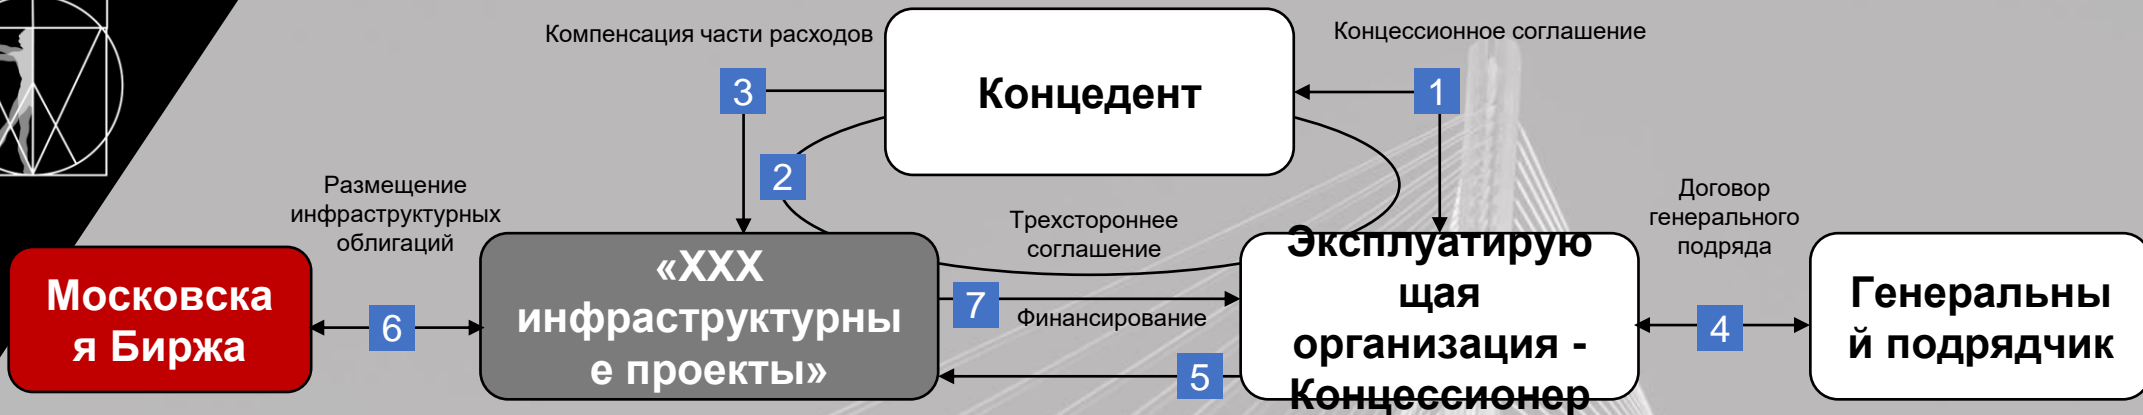 Компенсация части расходов
Концессионное соглашение
Концедент
3
1
2
Размещение
инфраструктурных
облигаций
Трехстороннее
соглашение
Договор
генерального
подряда
Московска
я Биржа
6
«ХХХ
инфраструктурны
е проекты»
7
Финансирование
5
Эксплуатирую
щая
организация -
Концессионер
4
Генеральны
й подрядчик